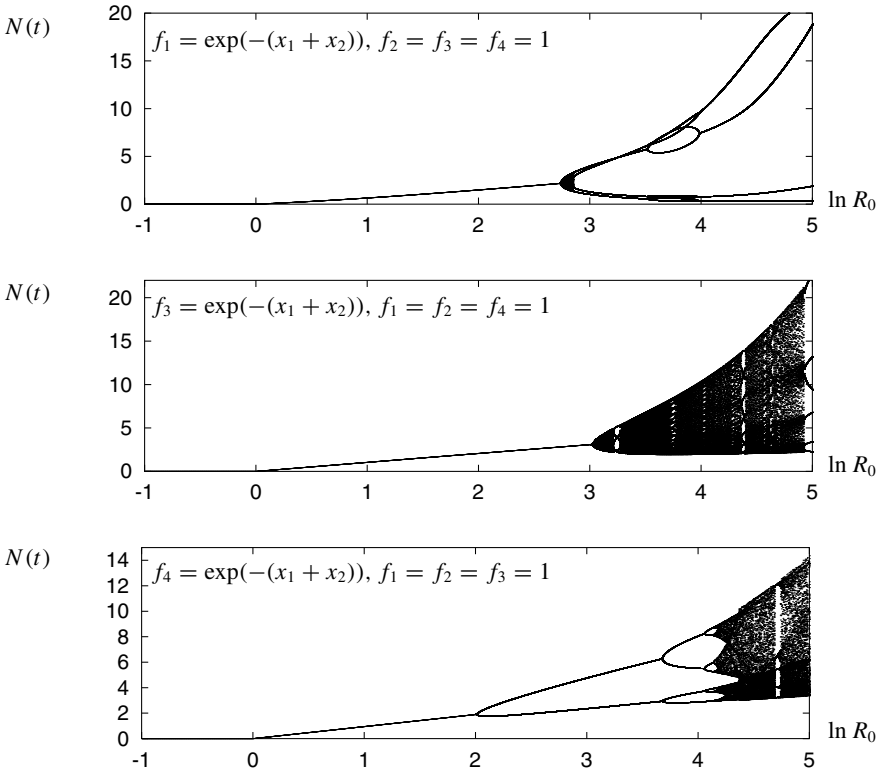 N(t)
f₁ = exp(−(x₁ + x₂)), f₂ = f₃ = f₄ = 1
20
15
10
5
0
-1 0 1 2 3 4 5
ln R₀
N(t)
f₃ = exp(−(x₁ + x₂)), f₁ = f₂ = f₄ = 1
20
15
10
5
0
-1 0 1 2 3 4 5
ln R₀
N(t)
f₄ = exp(−(x₁ + x₂)), f₁ = f₂ = f₃ = 1
14
12
10
8
6
4
2
0
-1 0 1 2 3 4 5
ln R₀